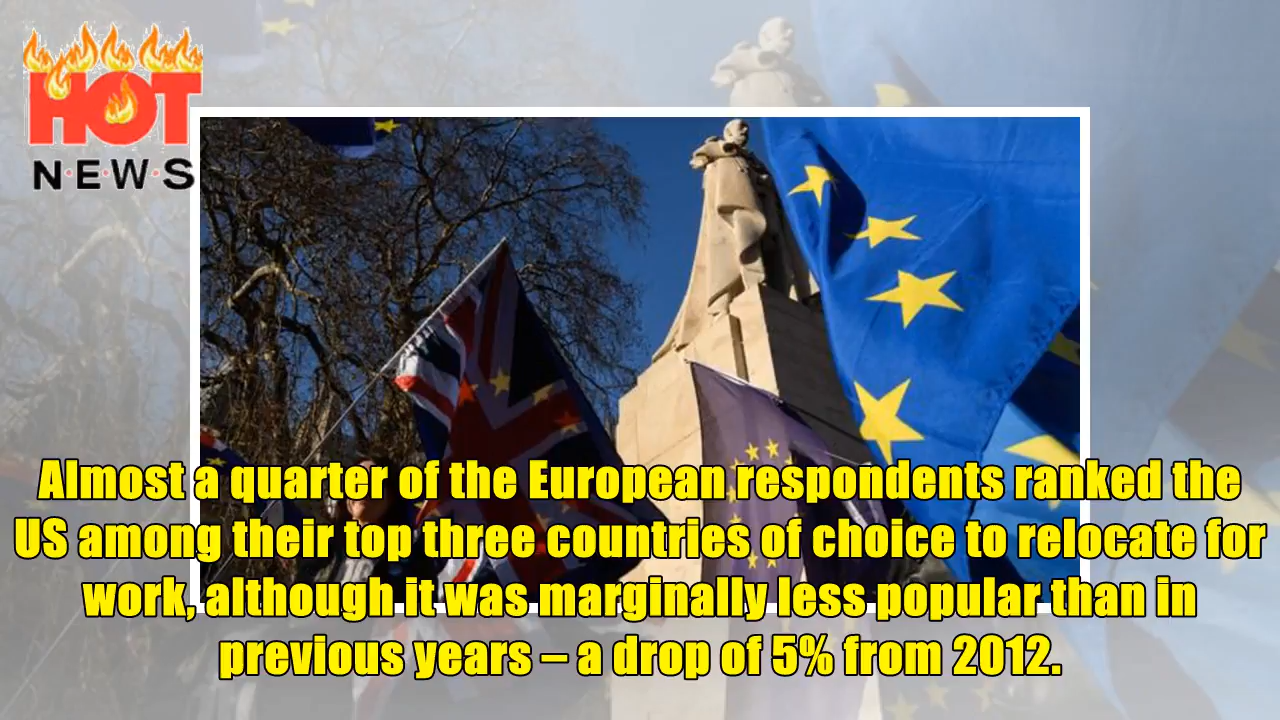 HOT
N·E·W·S
Almost a quarter of the European respondents ranked the
US among their top three countries of choice to relocate for
work, although it was marginally less popular than in
previous years – a drop of 5% from 2012.